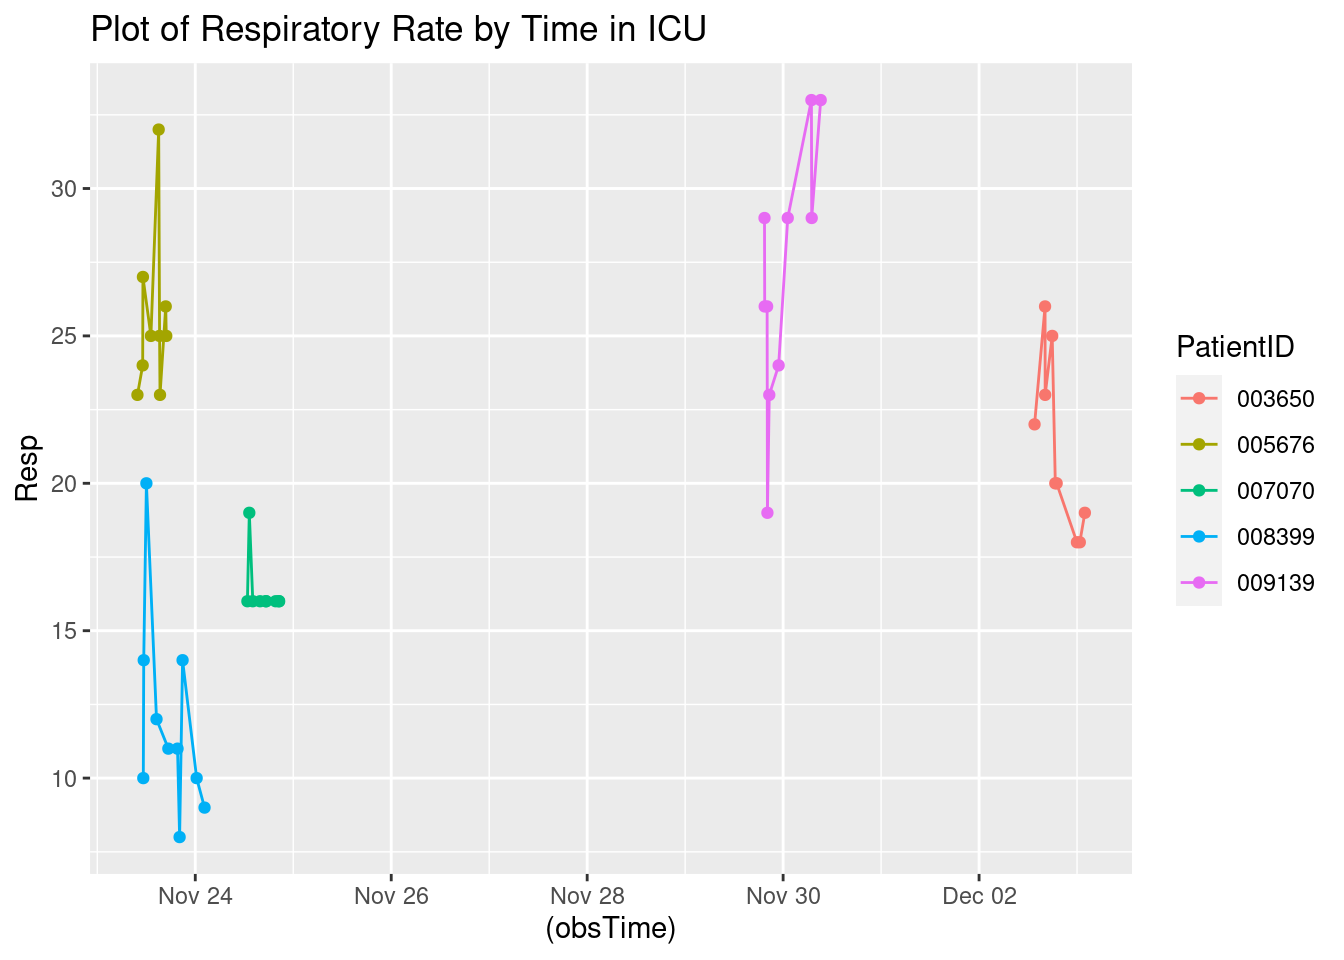 Plot of Respiratory Rate by Time in ICU
Resp
30
25
20
15
10
Nov 24
Nov 26
Nov 28
Nov 30
Dec 02
(obsTime)
PatientID
003650
005676
007070
008399
009139